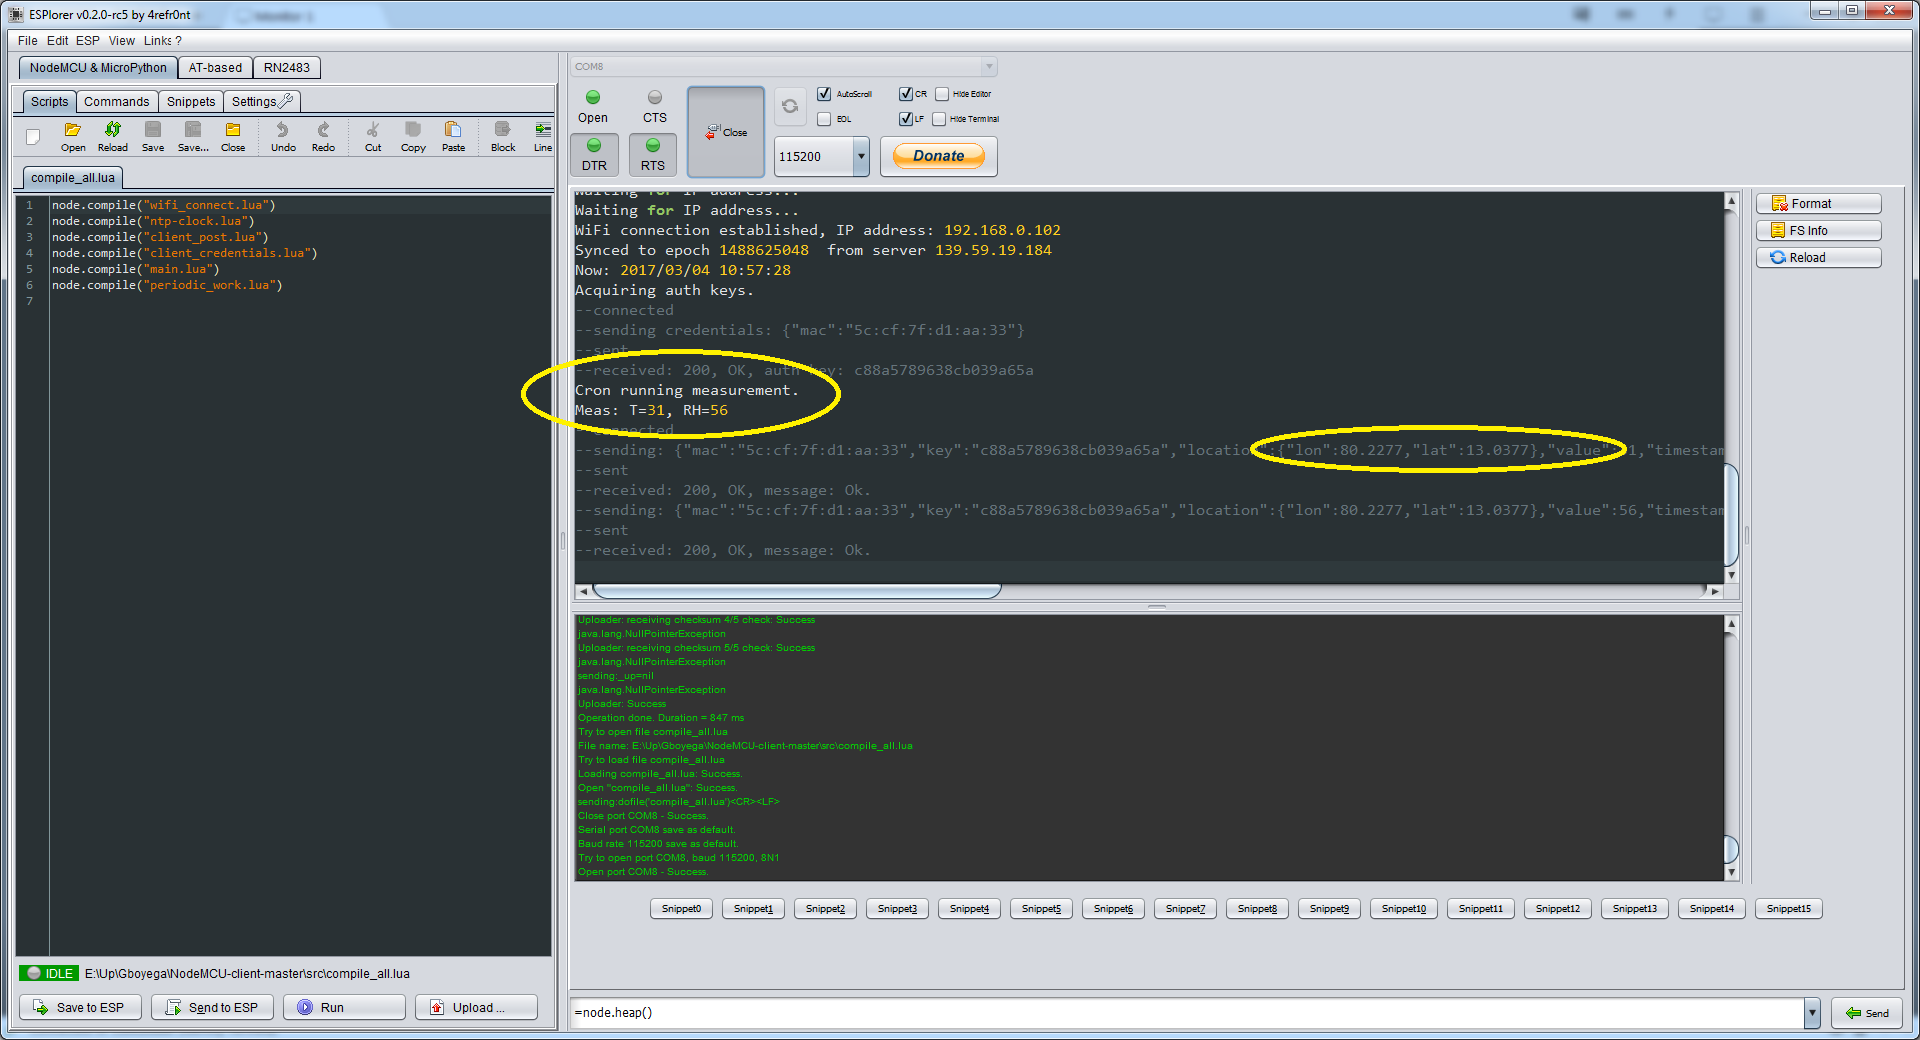 ESPlorer v0.2.0-rc5 by 4refr0nt
File Edit ESP View Links ?
NodeMCU & MicroPython AT-based RN2483
Scripts Commands Snippets Settings
Open Reload Save Save... Close Undo Redo Cut Copy Paste Block Line
compile_all.lua
1 node.compile("wifi_connect.lua")
2 node.compile("ntp-clock.lua")
3 node.compile("client_post.lua")
4 node.compile("client_credentials.lua")
5 node.compile("main.lua")
6 node.compile("periodic_work.lua")
7
IDLE E:\Up\Gboyega\NodeMCU-client-master\src\compile_all.lua
Save to ESP Send to ESP Run Upload ...
COM8
Open CTS Close AutoScroll CR Hide Editor
EOL LF Hide Terminal
DTR RTS 115200 Donate
Waiting for IP address...
Waiting for IP address...
WiFi connection established, IP address: 192.168.0.102
Synced to epoch 1488625048 from server 139.59.19.184
Now: 2017/03/04 10:57:28
Acquiring auth keys.
--connected
--sending credentials: {"mac":"5c:cf:7f:d1:aa:33"}
--sent
--received: 200, OK, auth key: c88a5789638cb039a65a
Cron running measurement.
Meas: T=31, RH=56
--connected
--sending: {"mac":"5c:cf:7f:d1:aa:33","key":"c88a5789638cb039a65a","location":{"lon":80.2277,"lat":13.0377},"value":31,"timestam
--sent
--received: 200, OK, message: Ok.
--sending: {"mac":"5c:cf:7f:d1:aa:33","key":"c88a5789638cb039a65a","location":{"lon":80.2277,"lat":13.0377},"value":56,"timestam
--sent
--received: 200, OK, message: Ok.
Format
FS Info
Reload
Uploader: receiving checksum 4/5 check: Success
java.lang.NullPointerException
Uploader: receiving checksum 5/5 check: Success
java.lang.NullPointerException
sending:_up=nil
java.lang.NullPointerException
Uploader: Success
Operation done. Duration = 847 ms
Try to open file compile_all.lua
File name: E:\Up\Gboyega\NodeMCU-client-master\src\compile_all.lua
Try to load file compile_all.lua
Loading compile_all.lua: Success.
Open "compile_all.lua": Success.
sending:dofile('compile_all.lua')<CR><LF>
Close port COM8 - Success.
Serial port COM8 save as default.
Baud rate 115200 save as default.
Try to open port COM8, baud 115200, 8N1
Open port COM8 - Success.
Snippet0 Snippet1 Snippet2 Snippet3 Snippet4 Snippet5 Snippet6 Snippet7 Snippet8 Snippet9 Snippet10 Snippet11 Snippet12 Snippet13 Snippet14 Snippet15
=node.heap() Send